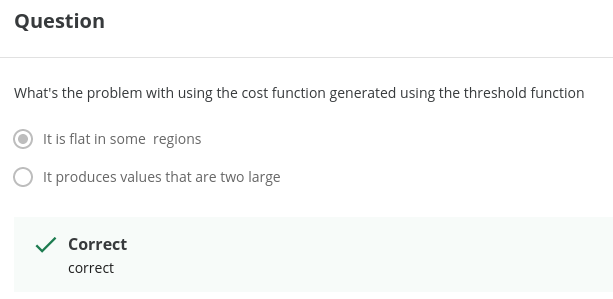 Question
What's the problem with using the cost function generated using the threshold function
It is flat in some  regions
It produces values that are two large
Correct
correct